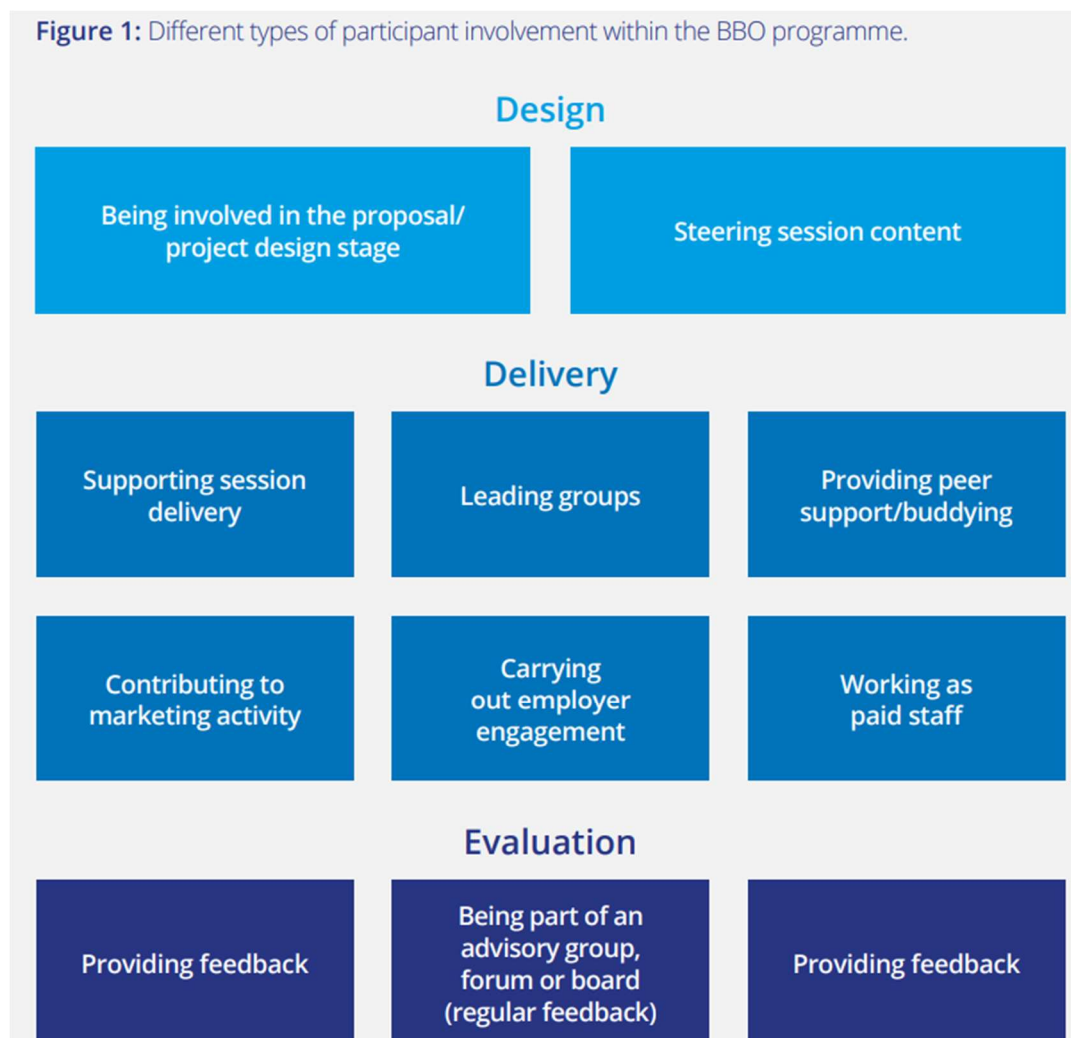 Figure 1: Different types of participant involvement within the BBO programme.
Design
Being involved in the proposal/
project design stage
Steering session content
Delivery
Supporting session
delivery
Leading groups
Providing peer
support/buddying
Contributing to
marketing activity
Carrying
out employer
engagement
Working as
paid staff
Evaluation
Providing feedback
Being part of an
advisory group,
forum or board
(regular feedback)
Providing feedback